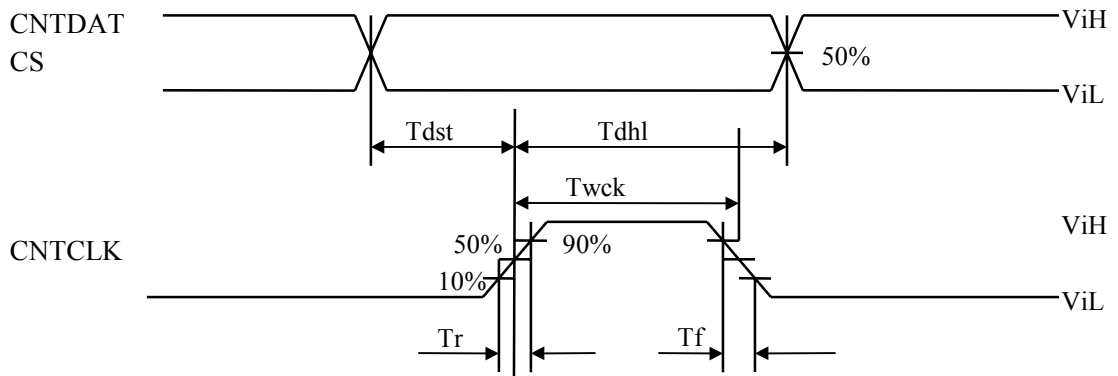 CNTDAT ViH
CS 50%
ViL
Tdst Tdhl
Twck
ViH
50% 90%
CNTCLK
10%
ViL
Tr Tf